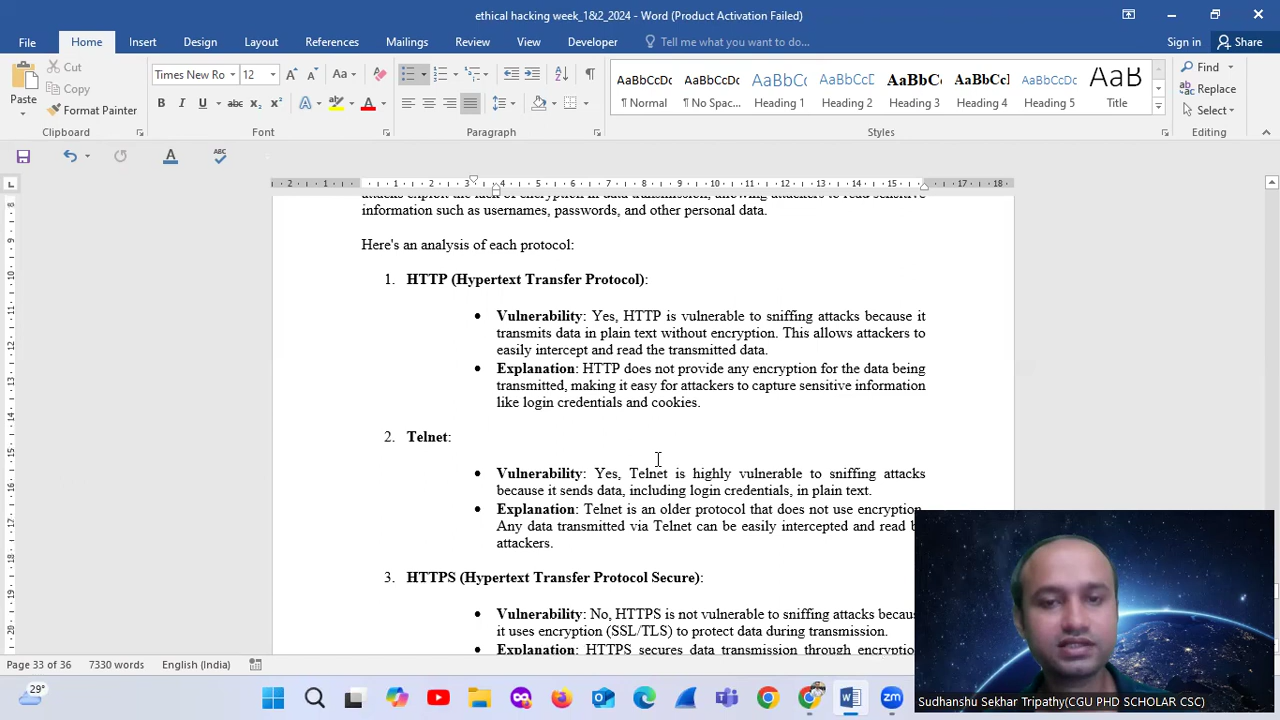 ethical hacking week_1&2_2024 - Word (Product Activation Failed)
File Home Insert Design Layout References Mailings Review View Developer Tell me what you want to do... Sign in Share
Paste
Cut
Copy
Format Painter
Clipboard
Times New Ro 12
Font
Paragraph
AaBbCcDc AaBbCcDc AaBbCcD AaBbCcD AaBbCc AaBbCcD AaBbCcD AaB
¶ Normal ¶ No Spac... Heading Heading 2 Heading 3 Heading 4 Heading 5 Title
Styles
Find
Replace
Select
Editing
information such as usernames, passwords, and other personal data.
Here's an analysis of each protocol:
1. HTTP (Hypertext Transfer Protocol):
• Vulnerability: Yes, HTTP is vulnerable to sniffing attacks because it
transmits data in plain text without encryption. This allows attackers to
easily intercept and read the transmitted data.
• Explanation: HTTP does not provide any encryption for the data being
transmitted, making it easy for attackers to capture sensitive information
like login credentials and cookies.
2. Telnet:
• Vulnerability: Yes, Telnet is highly vulnerable to sniffing attacks
because it sends data, including login credentials, in plain text.
• Explanation: Telnet is an older protocol that does not use encryption.
Any data transmitted via Telnet can be easily intercepted and read
attackers.
3. HTTPS (Hypertext Transfer Protocol Secure):
• Vulnerability: No, HTTPS is not vulnerable to sniffing attacks
it uses encryption (SSL/TLS) to protect data during transmission.
• Explanation: HTTPS secures data transmission through
Page 33 of 36 7330 words English (India)
29°
Sudhanshu Sekhar Tripathy(CGU PHD SCHOLAR CSC)